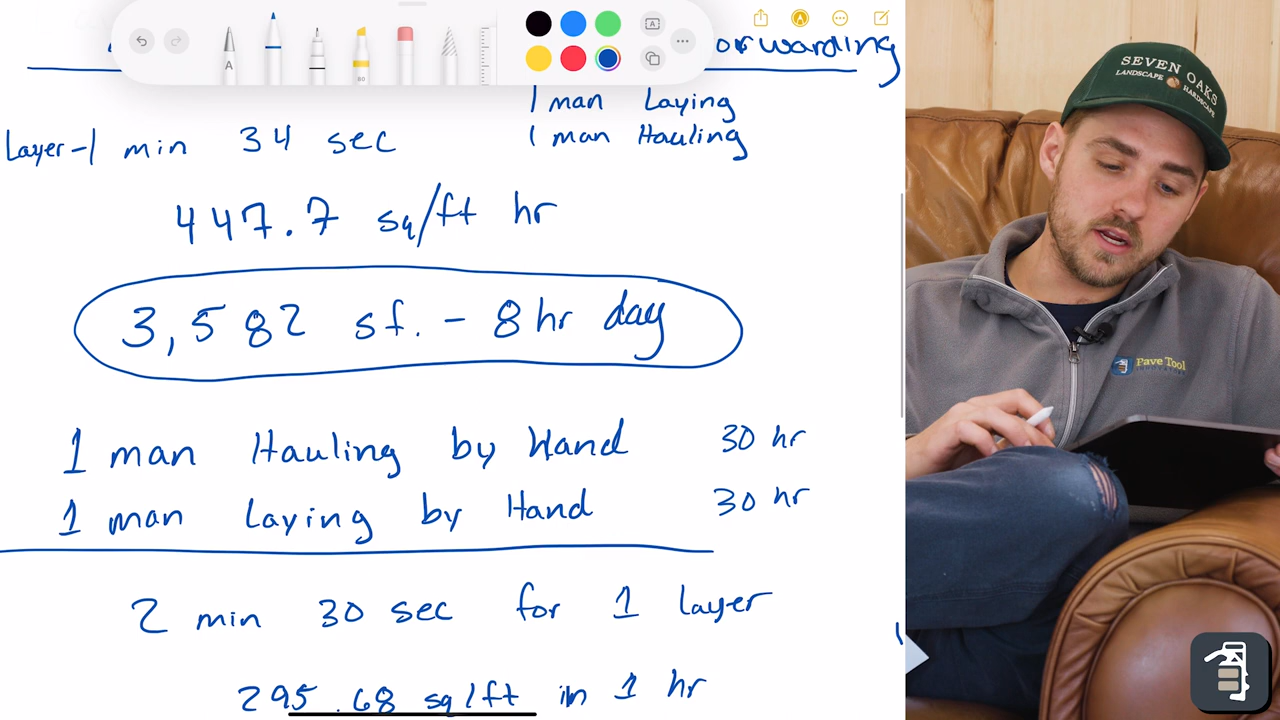 orwarding
1 man Laying
1 man Hauling
Layer-1 min 34 sec
447.7 sq/ft hr
3,582 sf. - 8 hr day
1 man Hauling by Hand 30 hr
1 man laying by Hand 30 hr
2 min 30 sec for 1 layer
295.68 sq/ft in 1 hr
A
80
A
SEVEN OAKS
LANDSCAPE HARDSCAPE
Pave Tool